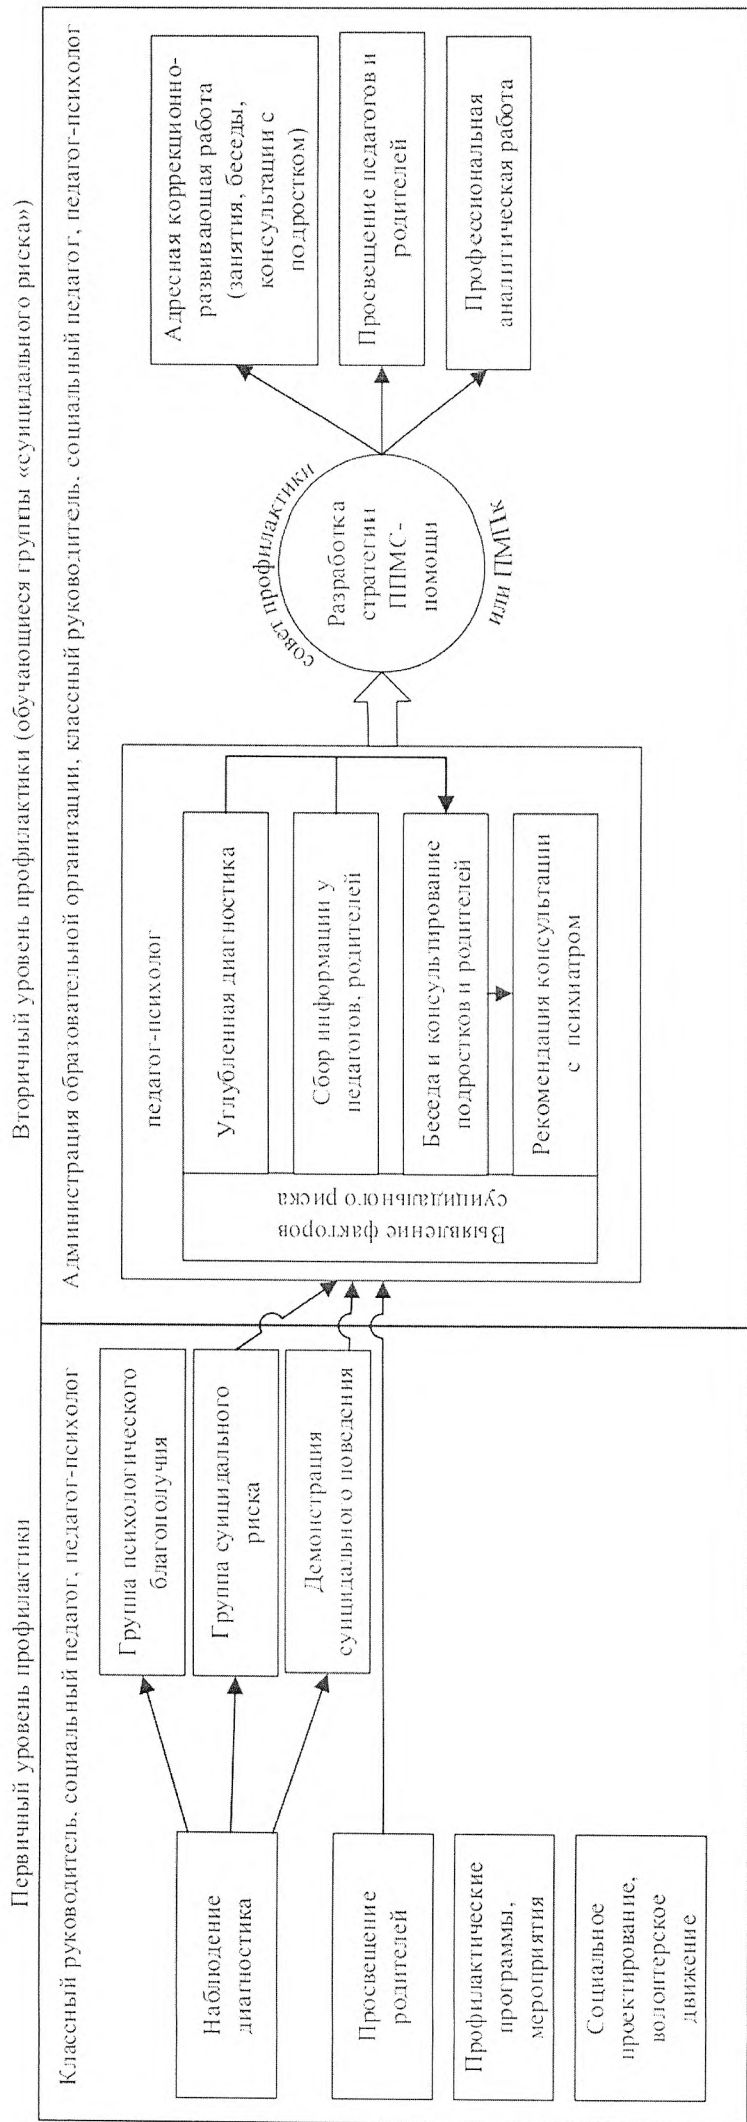 Первичный уровень профилактики
Классный руководитель, социальный педагог, педагог-психолог
Наблюдение
диагностика
Просвещение
родителей
Профилактические
программы,
мероприятия
Социальное
проектирование,
волонтерское
движение
Группа психологического
благополучия
Группа суицидального
риска
Демонстрация
суицидального поведения
Вторичный уровень профилактики (обучающиеся группы «суицидального риска»)
Администрация образовательной организации, классный руководитель, социальный педагог, педагог-психолог
педагог-психолог
Выявление факторов
суицидального риска
Углубленная диагностика
Сбор информации у
педагогов, родителей
Беседа и консультирование
подростков и родителей
Рекомендация консультации
с психиатром
совет профилактики
Разработка
стратегии
ППМС-
помощи
или ПМПк
Адресная коррекционно-
развивающая работа
(занятия, беседы,
консультации с
подростком)
Просвещение педагогов и
родителей
Профессиональная
аналитическая работа